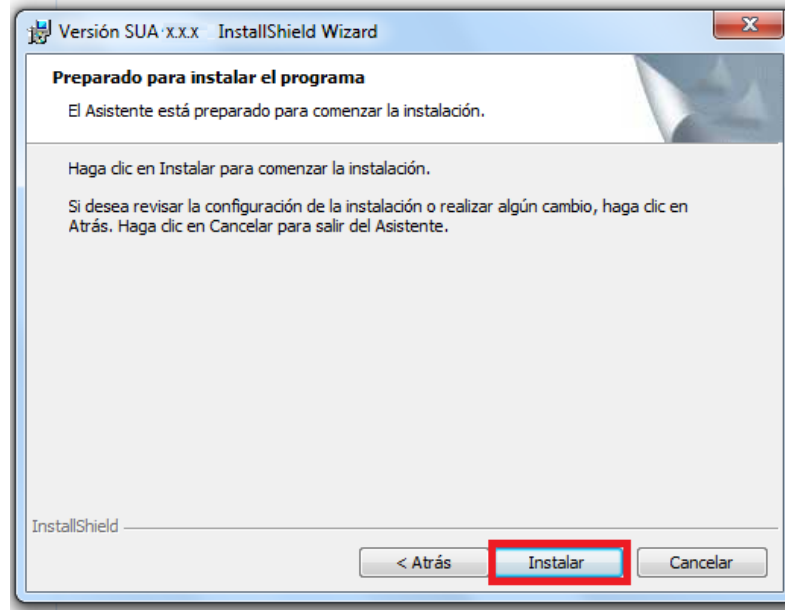 Versión SUA x.x.x InstallShield Wizard
Preparado para instalar el programa
El Asistente está preparado para comenzar la instalación.
Haga clic en Instalar para comenzar la instalación.
Si desea revisar la configuración de la instalación o realizar algún cambio, haga clic en
Atrás. Haga clic en Cancelar para salir del Asistente.
InstallShield
< Atrás
Instalar
Cancelar